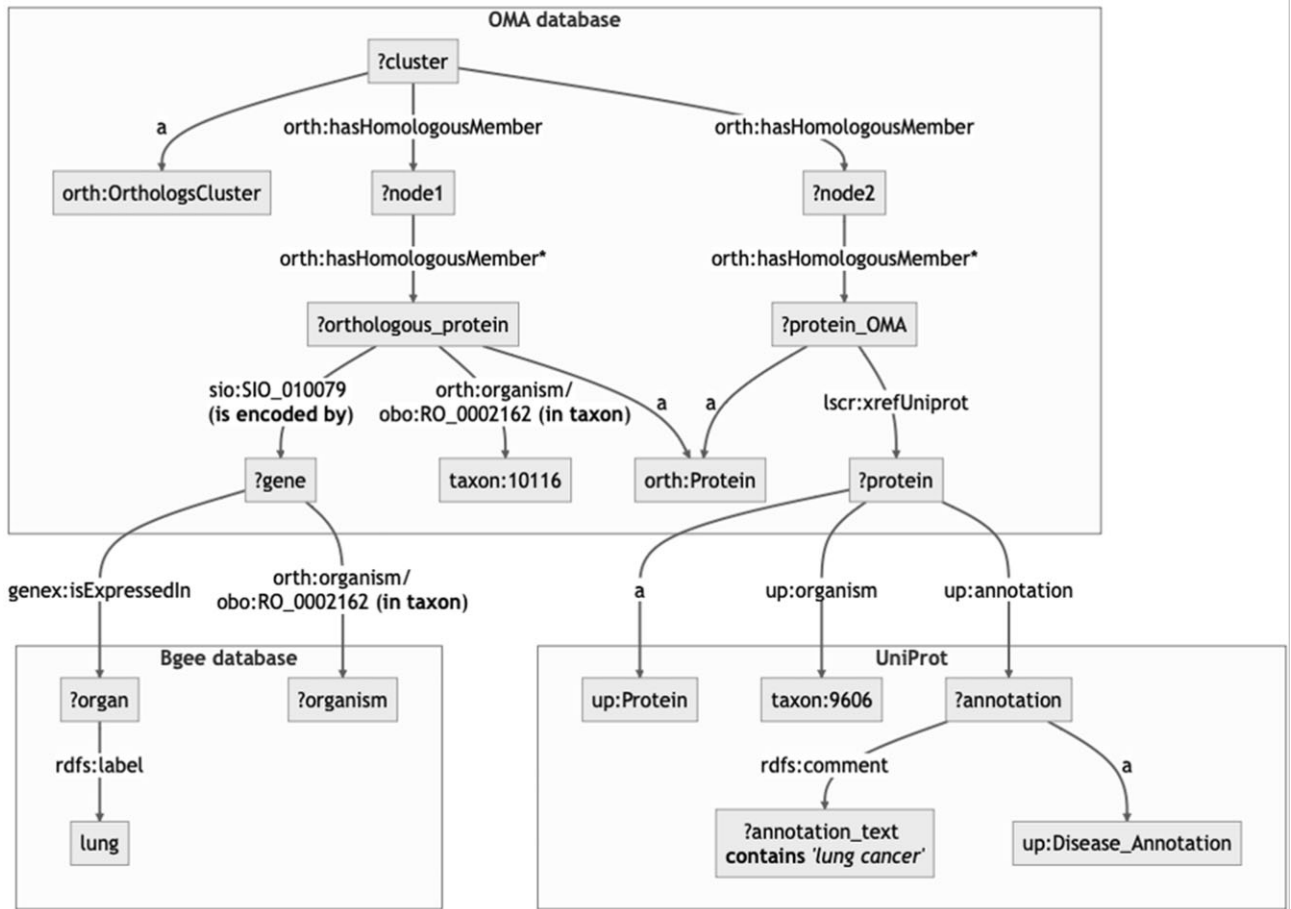 OMA database
?cluster
a
orth:hasHomologousMember
orth:hasHomologousMember
orth:OrthologsCluster
?node1
?node2
orth:hasHomologousMember*
orth:hasHomologousMember*
?orthologous_protein
?protein_OMA
sio:SIO_010079
(is encoded by)
orth:organism/
obo:RO_0002162 (in taxon)
a
a
lscr:xrefUniprot
?gene
taxon:10116
orth:Protein
?protein
genex:isExpressedIn
orth:organism/
obo:RO_0002162 (in taxon)
a
up:organism
up:annotation
Bgee database
UniProt
?organ
?organism
up:Protein
taxon:9606
?annotation
rdfs:label
rdfs:comment
a
lung
?annotation_text
contains 'lung cancer'
up:Disease_Annotation